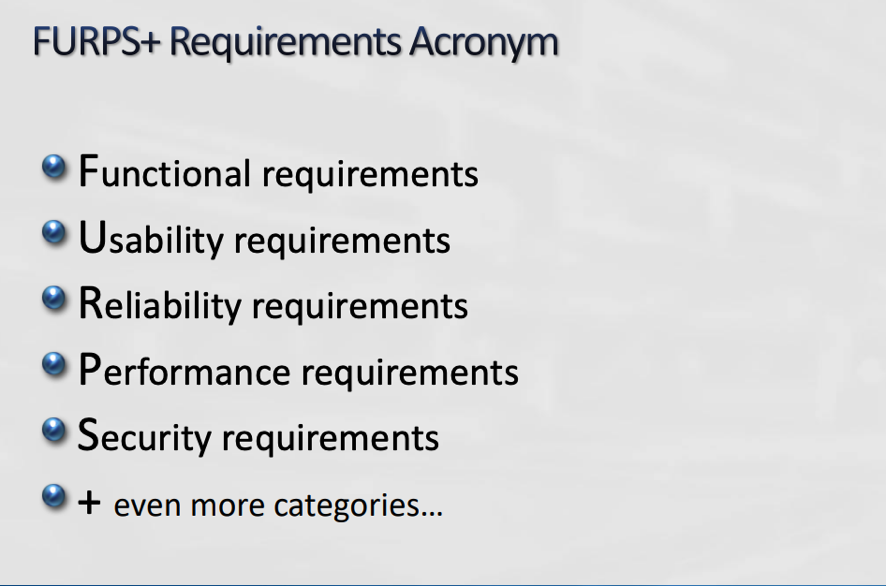 FURPS+ Requirements Acronym
Functional requirements
Usability requirements
Reliability requirements
Performance requirements
Security requirements
+ even more categories…